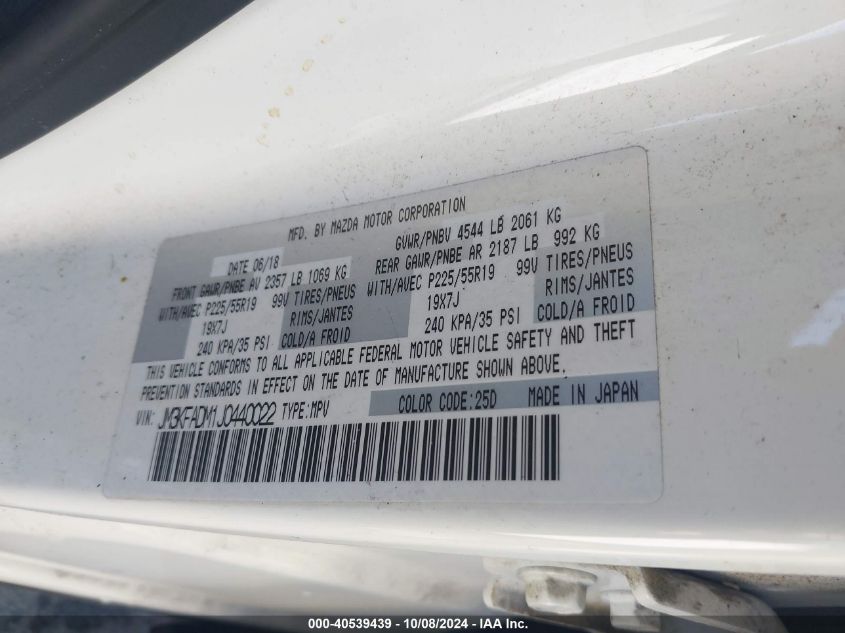 MFD. BY MAZDA MOTOR CORPORATION
DATE 06/18
GVWR/PNBV 4544 LB 2061 KG
FRONT GAWR/PNBE AV 2357 LB 1069 KG
REAR GAWR/PNBE AR 2187 LB 992 KG
WITH/AVEC P225/55R19 99V TIRES/PNEUS
WITH/AVEC P225/55R19 99V TIRES/PNEUS
19X7J RIMS/JANTES
19X7J RIMS/JANTES
240 KPA/35 PSI COLD/A FROID
240 KPA/35 PSI COLD/A FROID
THIS VEHICLE CONFORMS TO ALL APPLICABLE FEDERAL MOTOR VEHICLE SAFETY AND THEFT
PREVENTION STANDARDS IN EFFECT ON THE DATE OF MANUFACTURE SHOWN ABOVE.
VIN: JM3KFADM1J0440022 TYPE:MPV COLOR CODE:25D MADE IN JAPAN
000-40539439 | 10/08/2024 - IAA Inc.